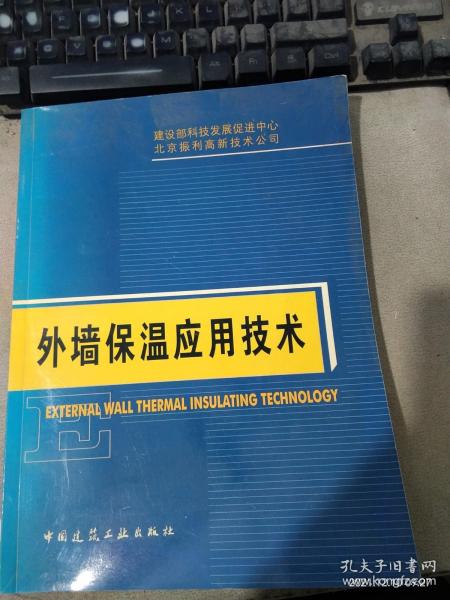 建设部科技发展促进中心
北京振利高新技术公司
外墙保温应用技术
EXTERNAL WALL THERMAL INSULATING TECHNOLOGY
E
中国建筑工业出版社
孔夫子旧书网